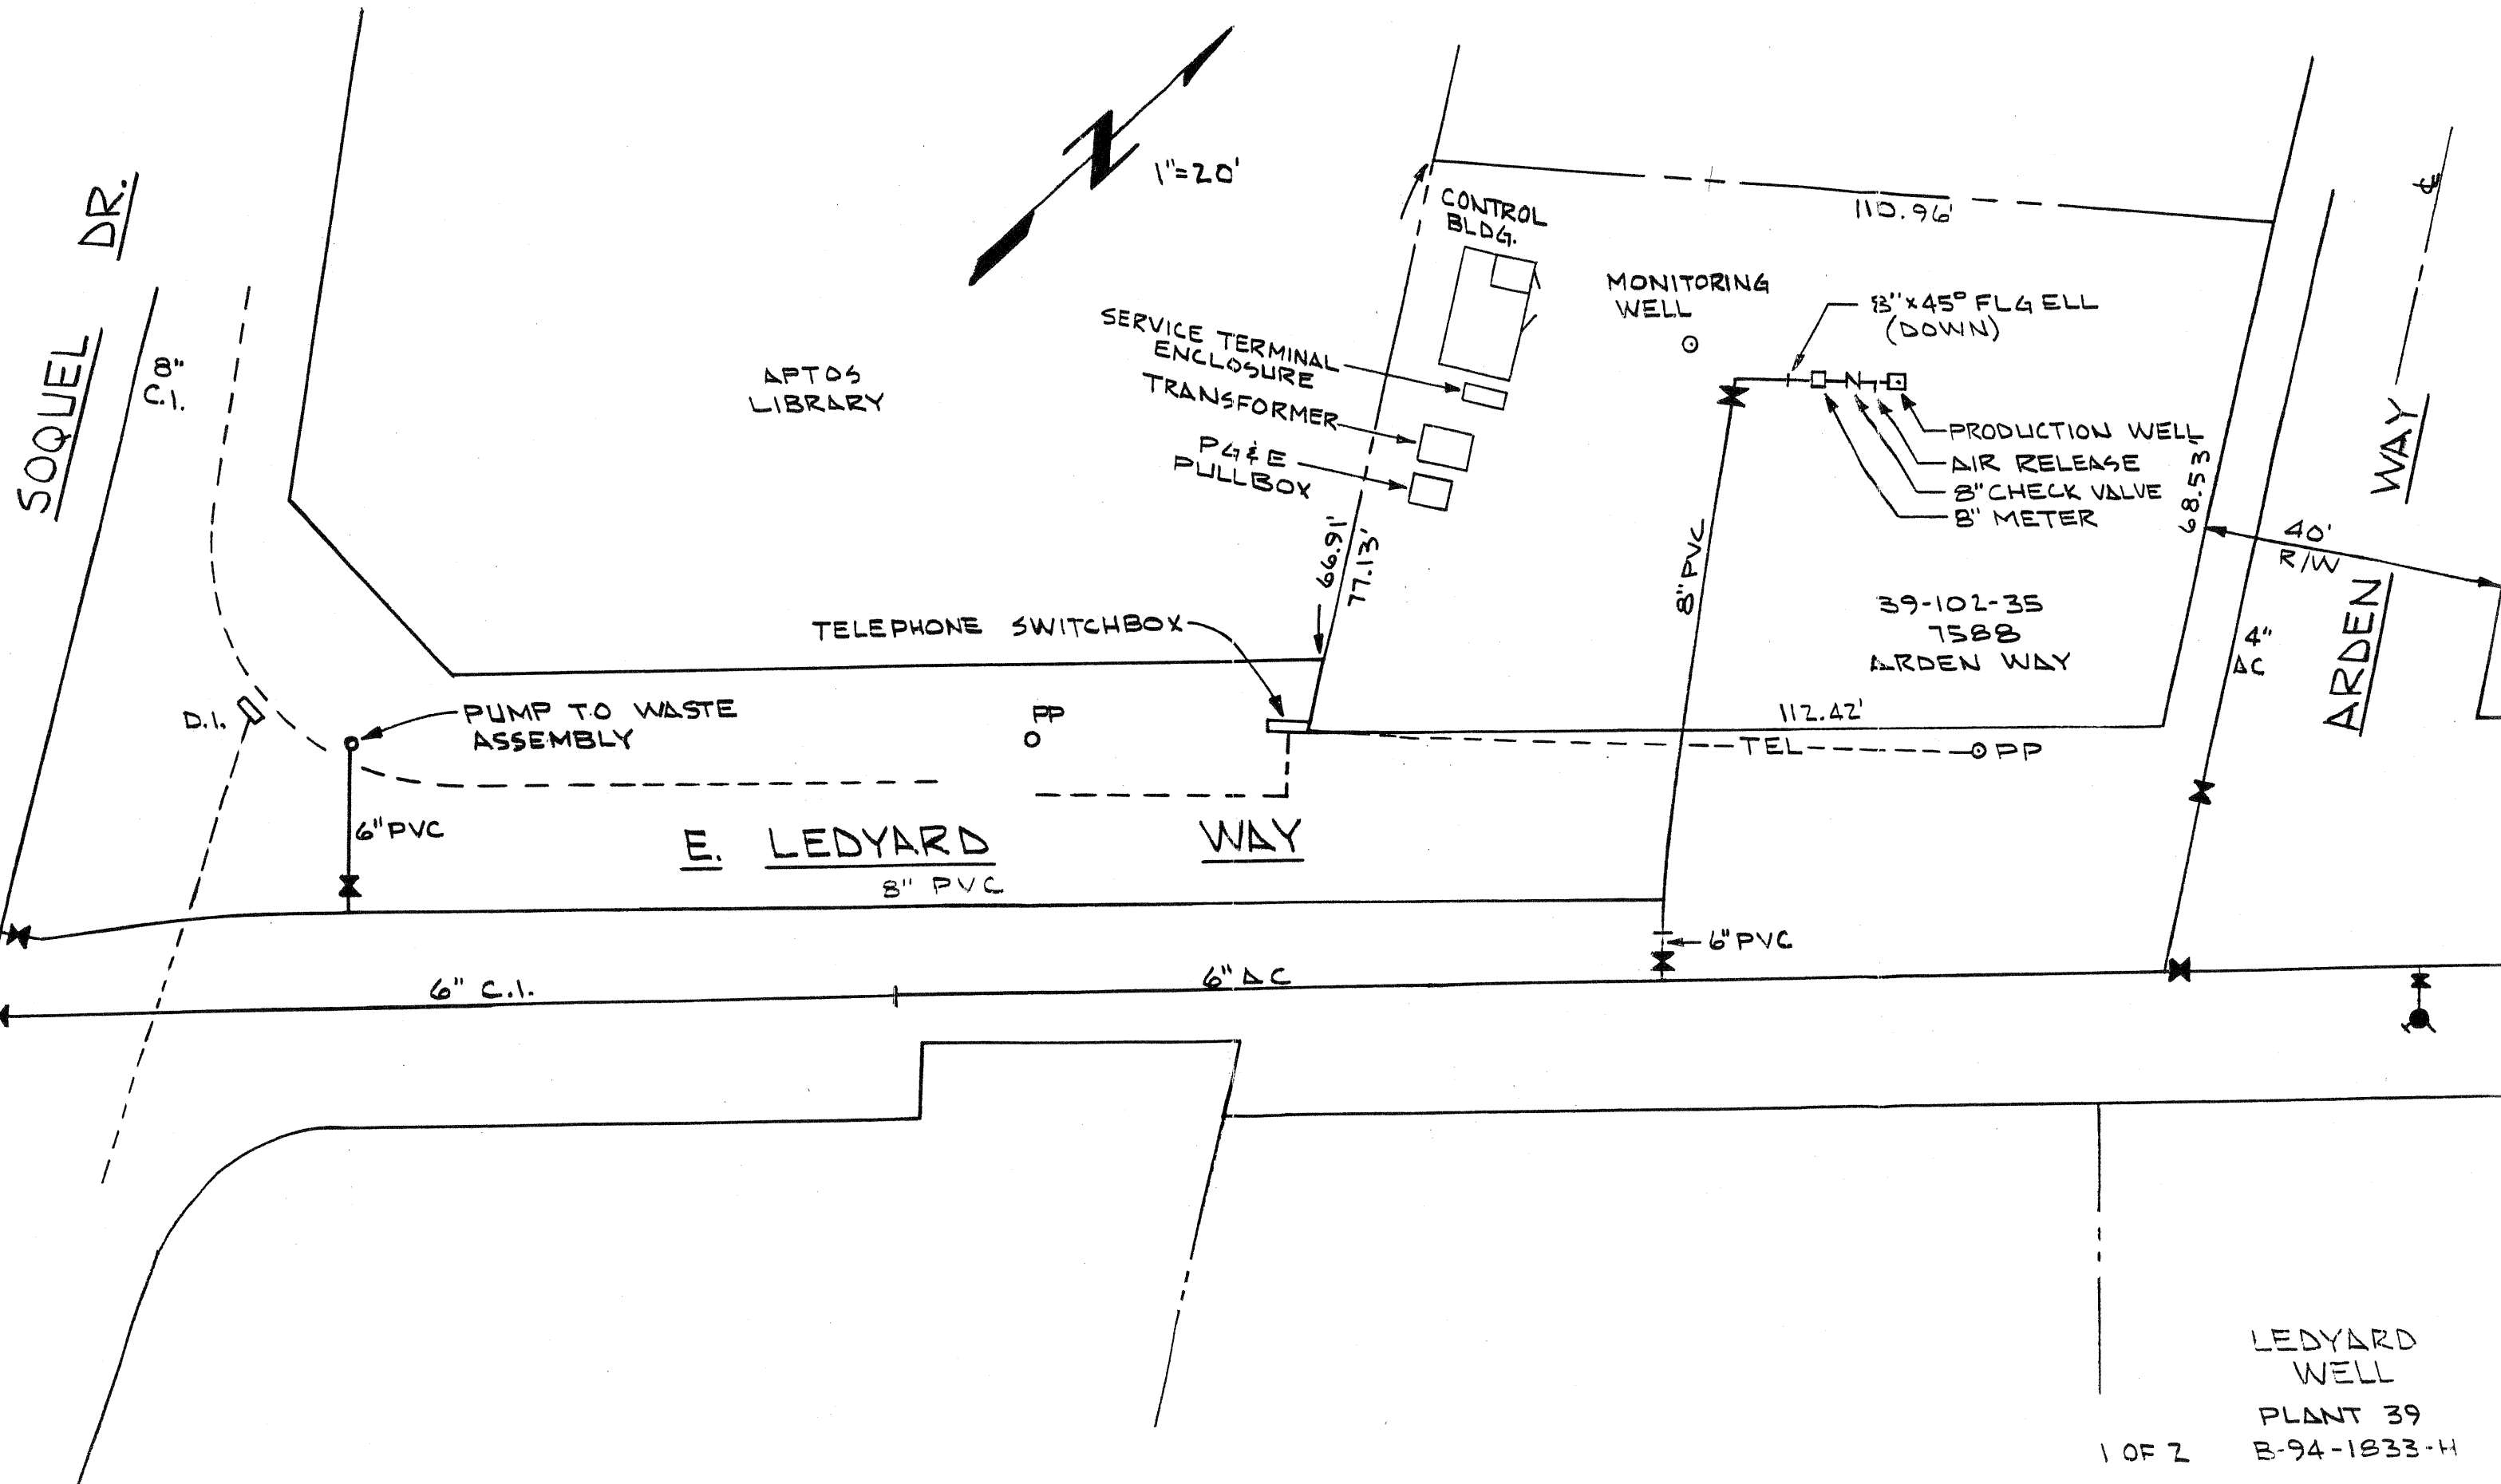 SOQUEL DR.
8"
C.I.
N
1"=20'
APTOS
LIBRARY
CONTROL
BLDG.
110.96'
MONITORING
WELL
8"x45° FLG ELL
(DOWN)
SERVICE TERMINAL
ENCLOSURE
TRANSFORMER
PG&E
PULLBOX
PRODUCTION WELL
AIR RELEASE
8" CHECK VALVE
8" METER
68.53'
WAY
40'
R/W
ARDEN
4"
AC
66.91'
77.13'
8" PVC
39-102-35
7588
ARDEN WAY
TELEPHONE SWITCHBOX
D.I.
PUMP TO WASTE
ASSEMBLY
PP
112.42'
TEL
PP
6" PVC
E. LEDYARD WAY
8" PVC
6" PVC
6" C.I.
6" AC
LEDYARD
WELL
PLANT 39
1 OF 2 B-94-1833-H